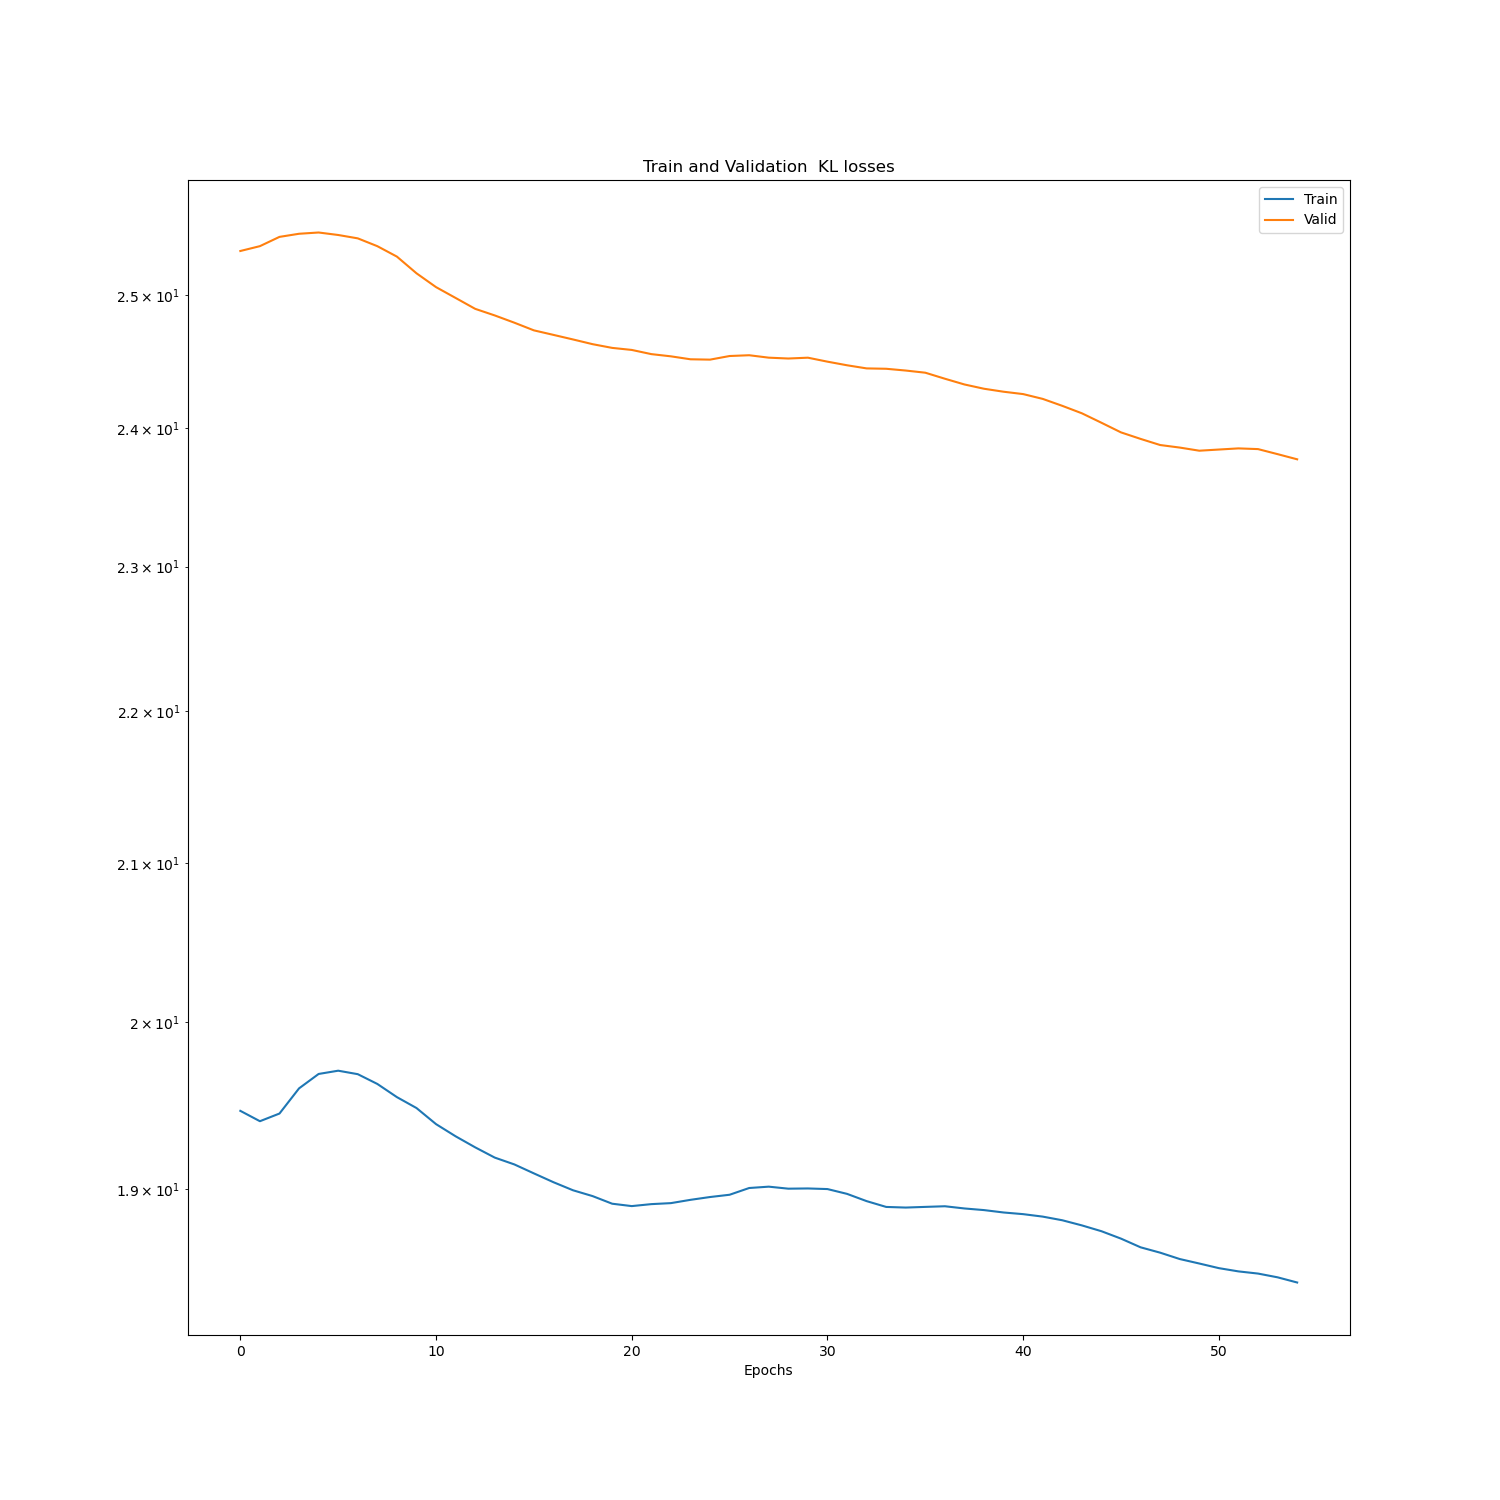 Train and Validation  KL losses
Train
Valid
2.5 × 10¹
2.4 × 10¹
2.3 × 10¹
2.2 × 10¹
2.1 × 10¹
2 × 10¹
1.9 × 10¹
0 10 20 30 40 50
Epochs